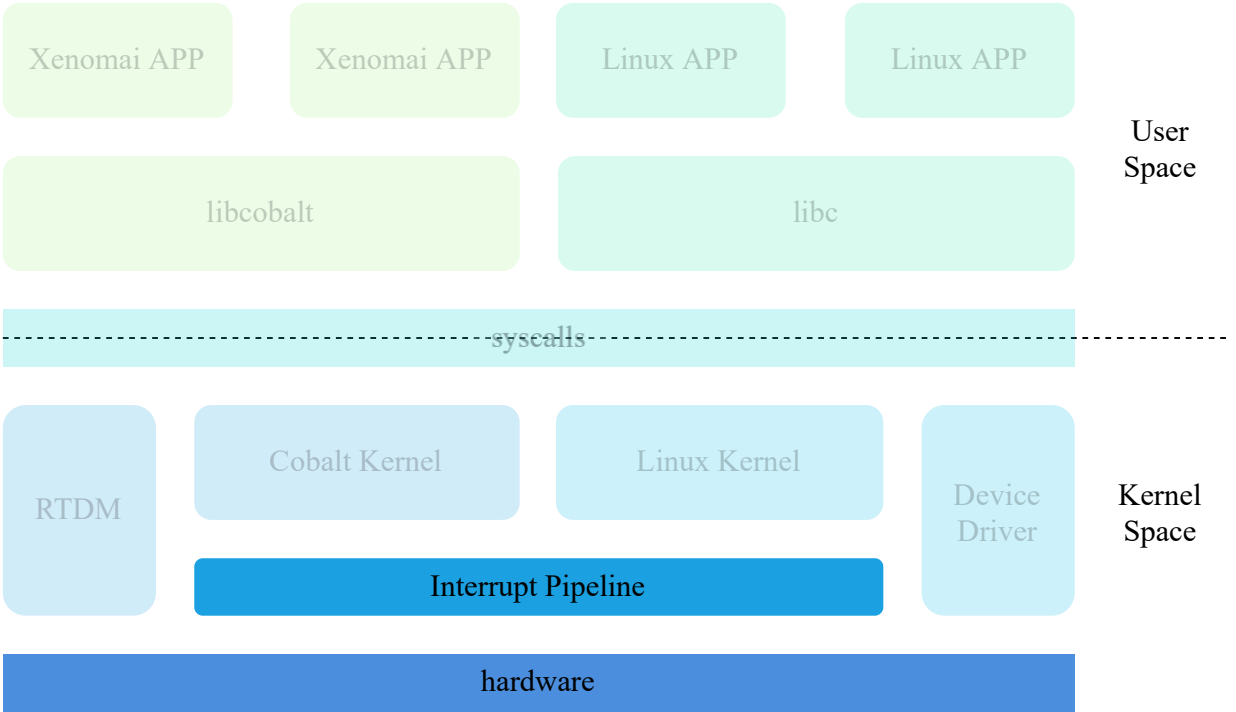 Xenomai APP
Xenomai APP
Linux APP
Linux APP
User
Space
libcobalt
libc
syscalls
Cobalt Kernel
Linux Kernel
RTDM
Device
Driver
Kernel
Space
Interrupt Pipeline
hardware